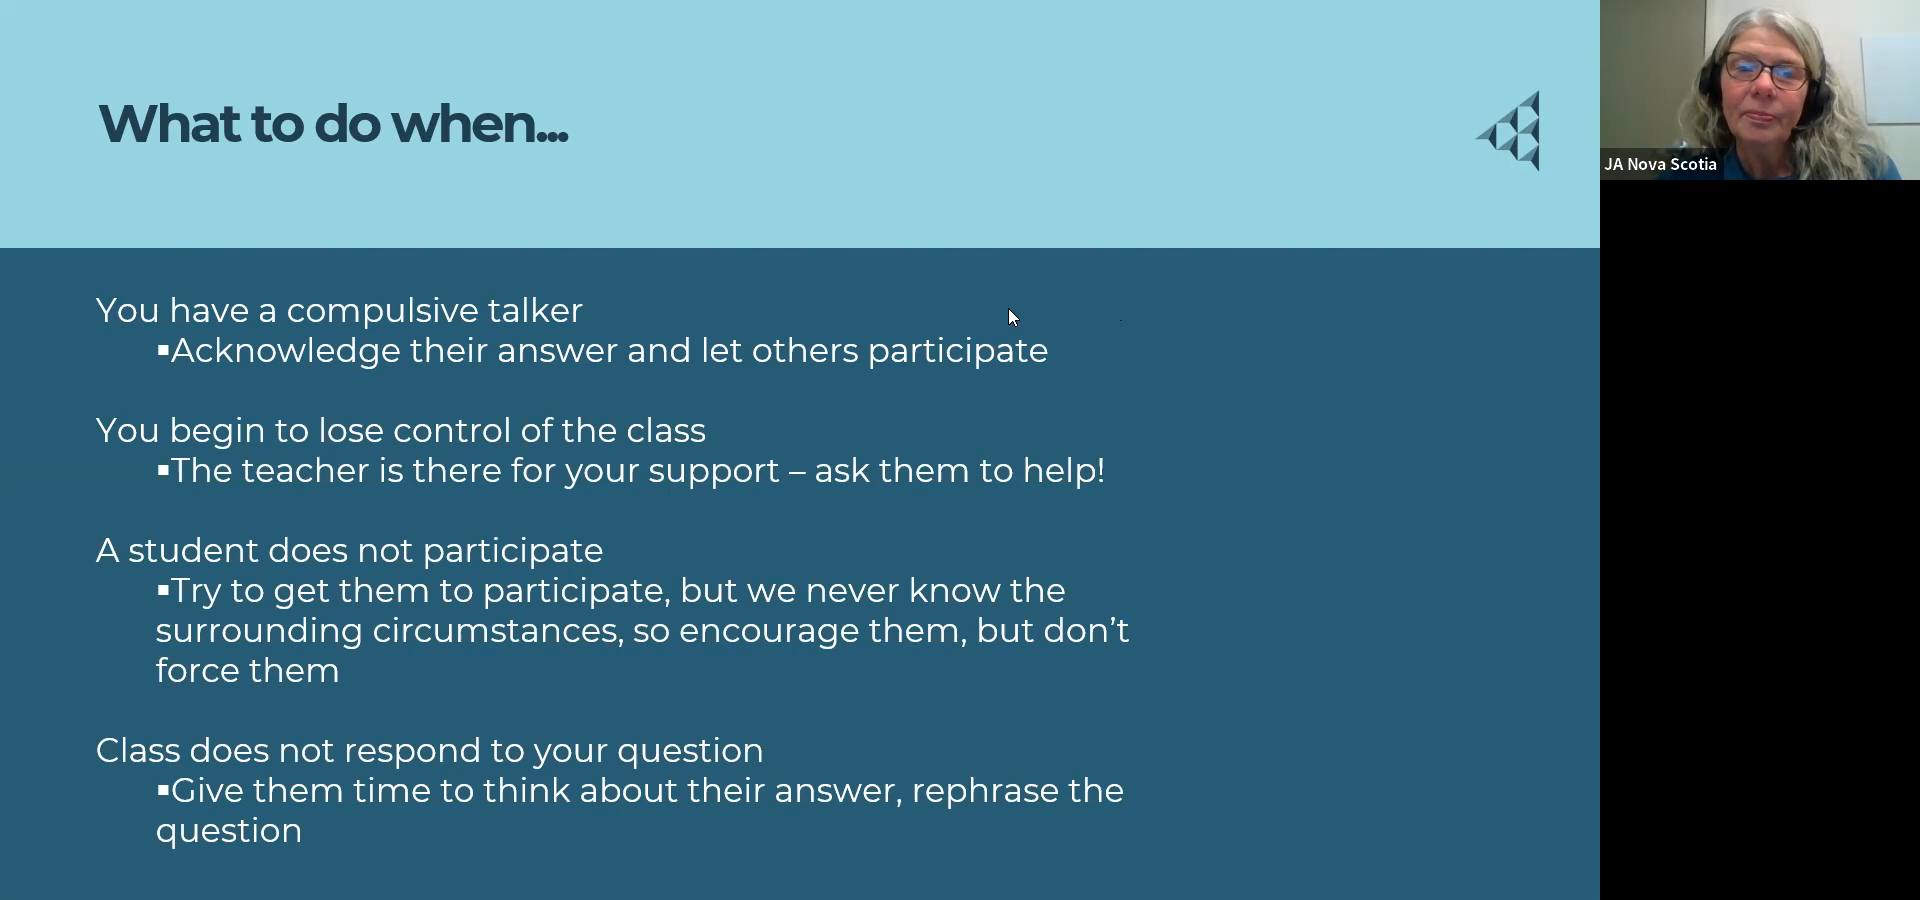 What to do when...
JA Nova Scotia
You have a compulsive talker
▪Acknowledge their answer and let others participate
You begin to lose control of the class
▪The teacher is there for your support – ask them to help!
A student does not participate
▪Try to get them to participate, but we never know the
surrounding circumstances, so encourage them, but don’t
force them
Class does not respond to your question
▪Give them time to think about their answer, rephrase the
question